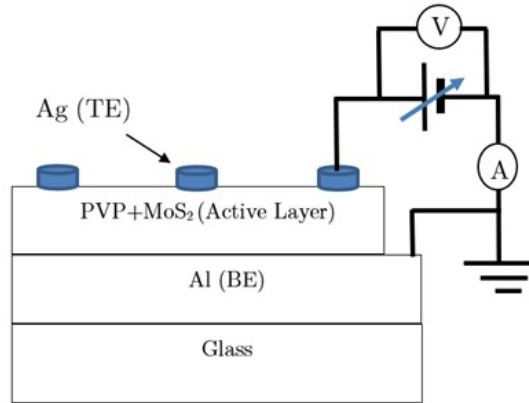 V
Ag (TE)
A
PVP+MoS₂ (Active Layer)
Al (BE)
Glass